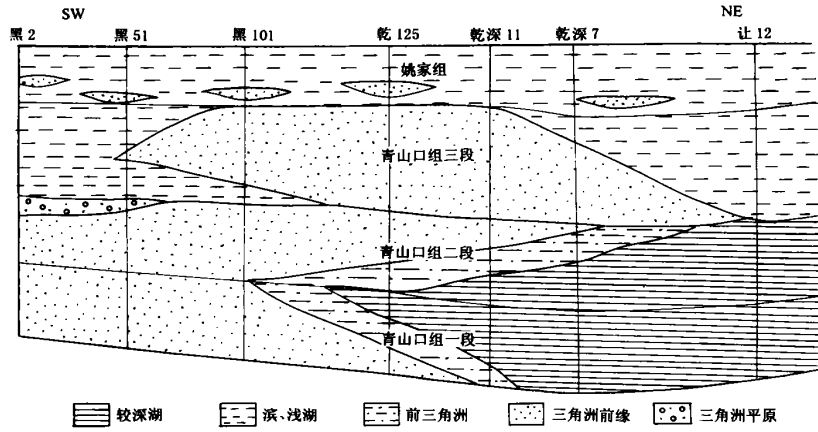 SW NE
黑 2 黑 51 黑 101 乾 125 乾深 11 乾深 7 让 12
姚家组
青山口组三段
青山口组二段
青山口组一段
较深湖 滨、浅湖 前三角洲 三角洲前缘 三角洲平原